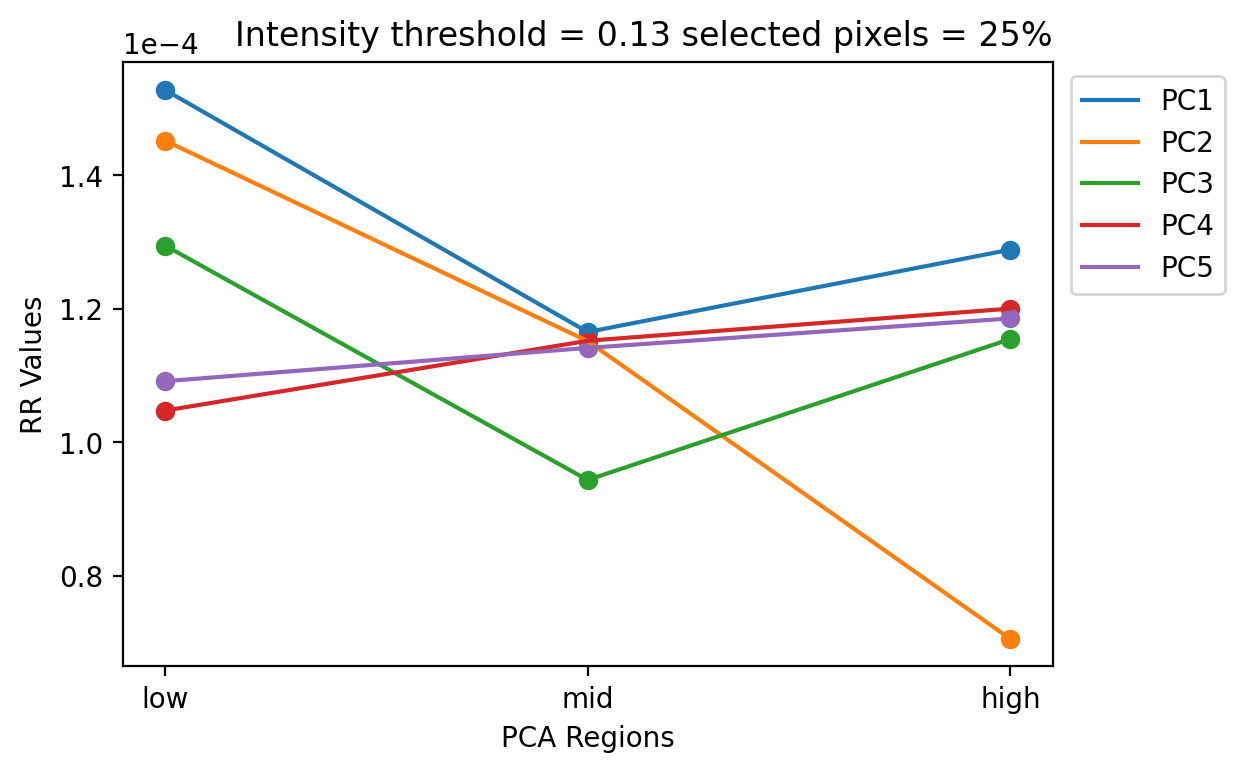 Intensity threshold = 0.13 selected pixels = 25%
1e−4
1.4
1.2
1.0
0.8
RR Values
low
mid
high
PCA Regions
PC1
PC2
PC3
PC4
PC5